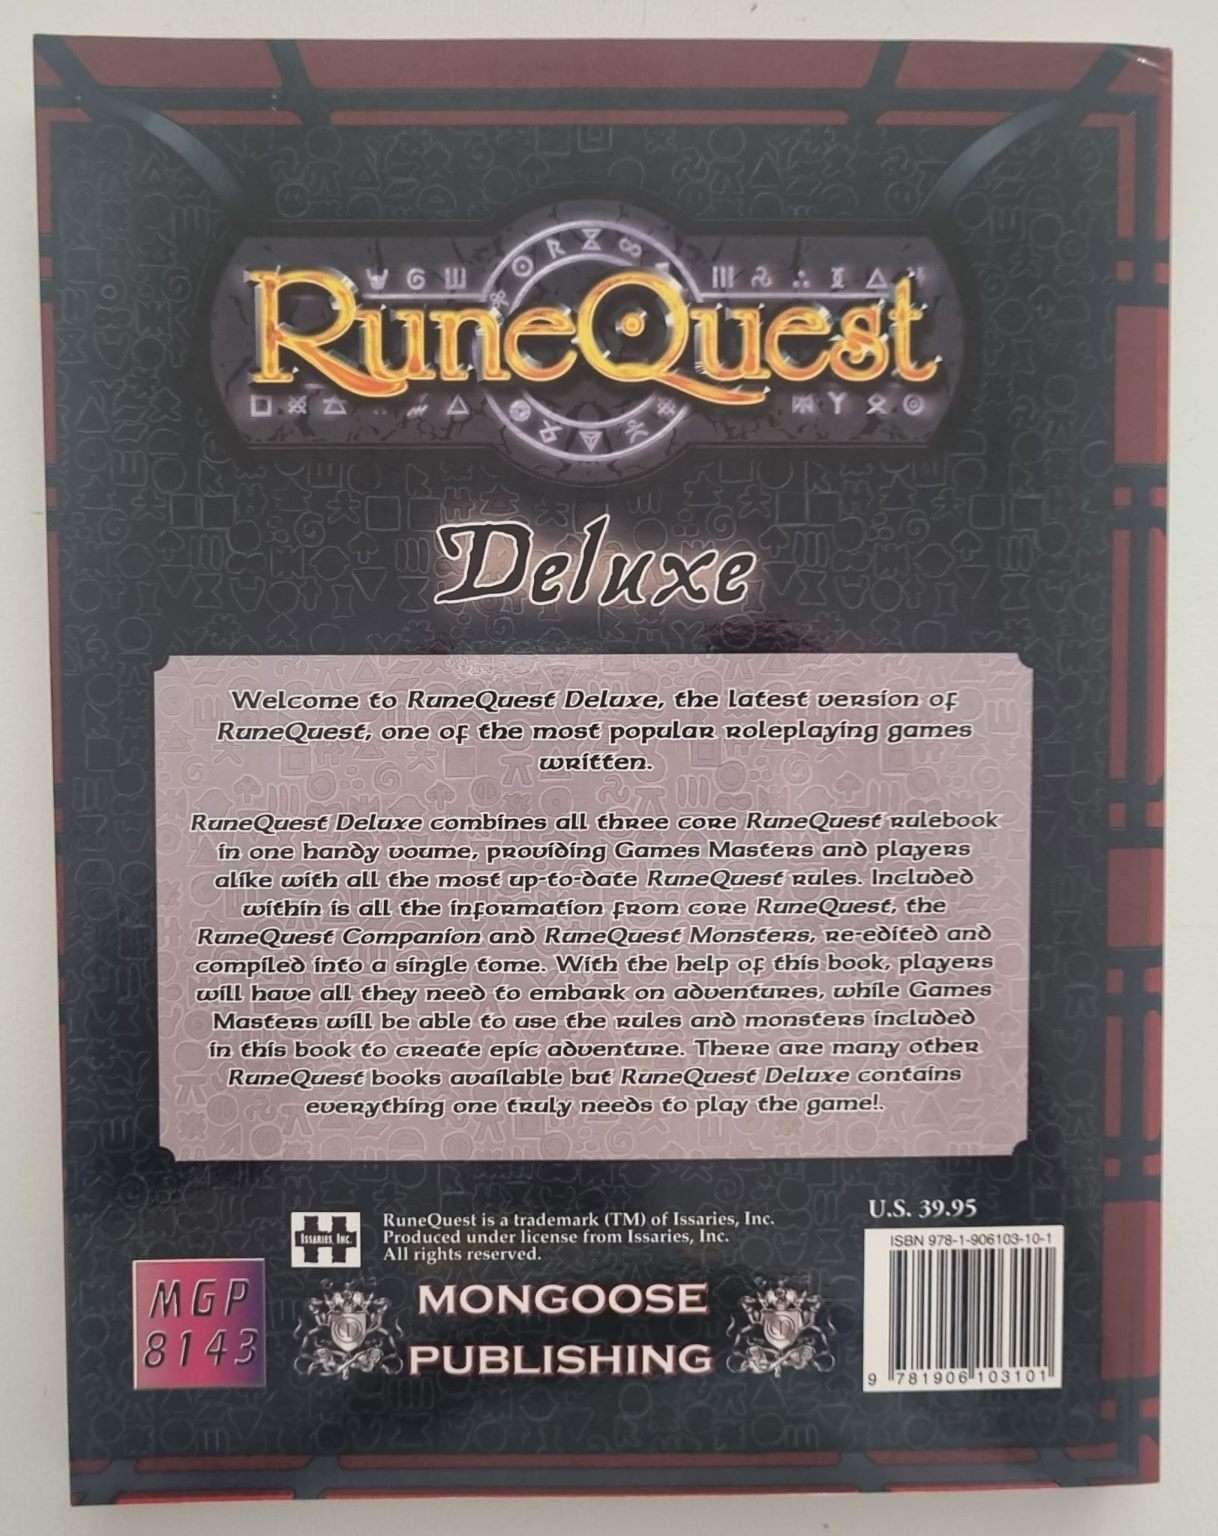 RuneQuest
Deluxe
Welcome to RuneQuest Deluxe, the latest version of
RuneQuest, one of the most popular roleplaying games
written.
RuneQuest Deluxe combines all three core RuneQuest rulebook
in one handy voume, providing Games Masters and players
alike with all the most up-to-date RuneQuest rules. Included
within is all the information from core RuneQuest, the
RuneQuest Companion and RuneQuest Monsters, re-edited and
compiled into a single tome. With the help of this book, players
will have all they need to embark on adventures, while Games
Masters will be able to use the rules and monsters included
in this book to create epic adventure. There are many other
RuneQuest books available but RuneQuest Deluxe contains
everything one truly needs to play the game!.
Issaries, Inc.
RuneQuest is a trademark (TM) of Issaries, Inc.
Produced under license from Issaries, Inc.
All rights reserved.
MGP
8143
MONGOOSE
PUBLISHING
U.S. 39.95
ISBN 978-1-906103-10-1
9 781906 103101